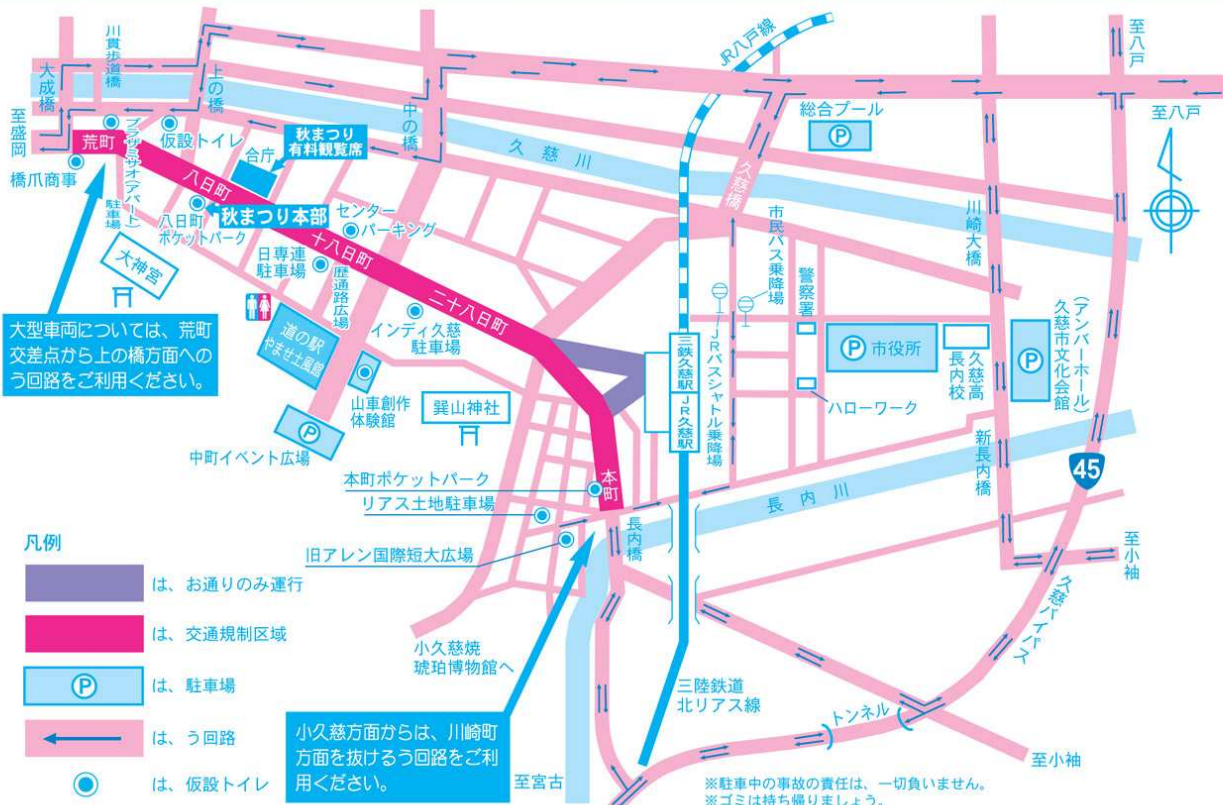 川貫歩道橋
大成橋
上の橋
中の橋
JR八戸線
至八戸
至八戸
至盛岡
荒町
橋爪商事
プラザミサオ(アパート)
駐車場
仮設トイレ
合庁
秋まつり
有料観覧席
八日町
八日町
ポケットパーク
秋まつり本部
センター
パーキング
久慈川
久慈橋
総合プール
Ⓟ
川崎大橋
大神宮
日専連
駐車場
歴通路広場
十八日町
二十八日町
インディ久慈
駐車場
道の駅
やませ土風館
山車創作
体験館
巽山神社
Ⓟ
中町イベント広場
三鉄久慈駅
JR久慈駅
JRバスシャトル乗降場
市民バス乗降場
警察署
Ⓟ 市役所
ハローワーク
久慈高
長内校
Ⓟ
(アンバーホール)
久慈市文化会館
新長内橋
45
大型車両については、荒町
交差点から上の橋方面への
う回路をご利用ください。
本町ポケットパーク
本町
リアス土地駐車場
旧アレン国際短大広場
長内橋
長内川
至小袖
久慈バイパス
小久慈焼
琥珀博物館へ
三陸鉄道
北リアス線
トンネル
至小袖
至宮古
小久慈方面からは、川崎町
方面を抜けるう回路をご利
用ください。
凡例
は、お通りのみ運行
は、交通規制区域
Ⓟ は、駐車場
は、う回路
は、仮設トイレ
※駐車中の事故の責任は、一切負いません。
※ゴミは持ち帰りましょう。